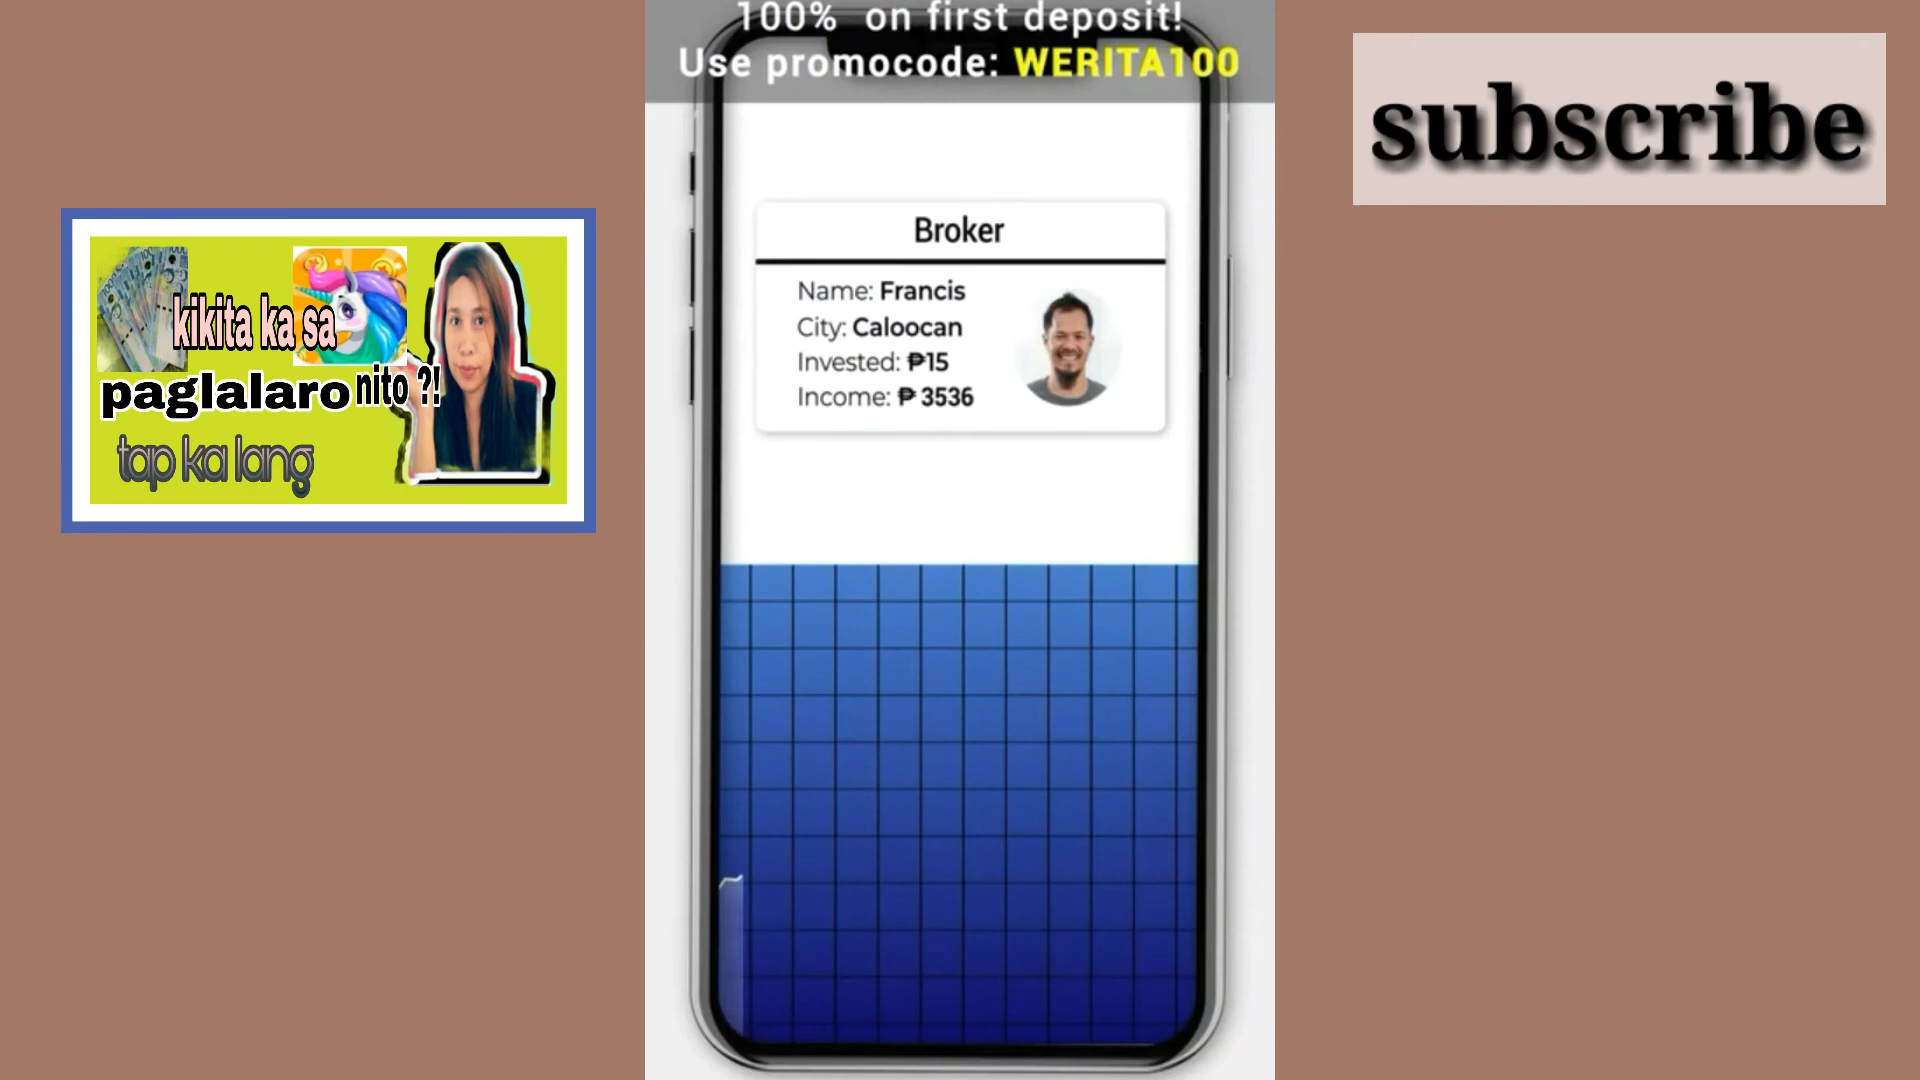 100% on first deposit!
Use promocode: WERITA100
subscribe
Broker
Name: Francis
City: Caloocan
Invested: ₱15
Income: ₱ 3536
kikita ka sa
paglalaro nito ?!
tap ka lang